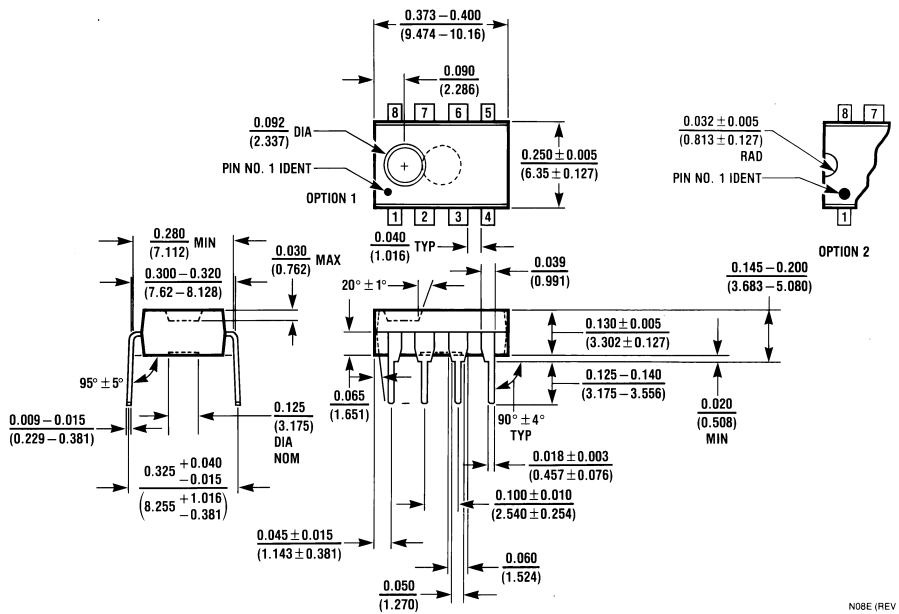 0.373 – 0.400
(9.474 – 10.16)
0.090
(2.286)
8 7 6 5
0.092
(2.337) DIA
PIN NO. 1 IDENT
OPTION 1
1 2 3 4
0.250 ± 0.005
(6.35 ± 0.127)
8 7
0.032 ± 0.005
(0.813 ± 0.127)
RAD
PIN NO. 1 IDENT
1
OPTION 2
0.280
(7.112) MIN
0.030
(0.762) MAX
0.300 – 0.320
(7.62 – 8.128)
0.040
(1.016) TYP
0.039
(0.991)
20° ± 1°
0.145 – 0.200
(3.683 – 5.080)
0.130 ± 0.005
(3.302 ± 0.127)
0.125 – 0.140
(3.175 – 3.556)
0.020
(0.508)
MIN
95° ± 5°
0.009 – 0.015
(0.229 – 0.381)
0.125
(3.175)
DIA
NOM
0.065
(1.651)
90° ± 4°
TYP
0.018 ± 0.003
(0.457 ± 0.076)
0.325 +0.040
–0.015
(8.255 +1.016
–0.381)
0.100 ± 0.010
(2.540 ± 0.254)
0.045 ± 0.015
(1.143 ± 0.381)
0.060
(1.524)
0.050
(1.270)
N08E (REV